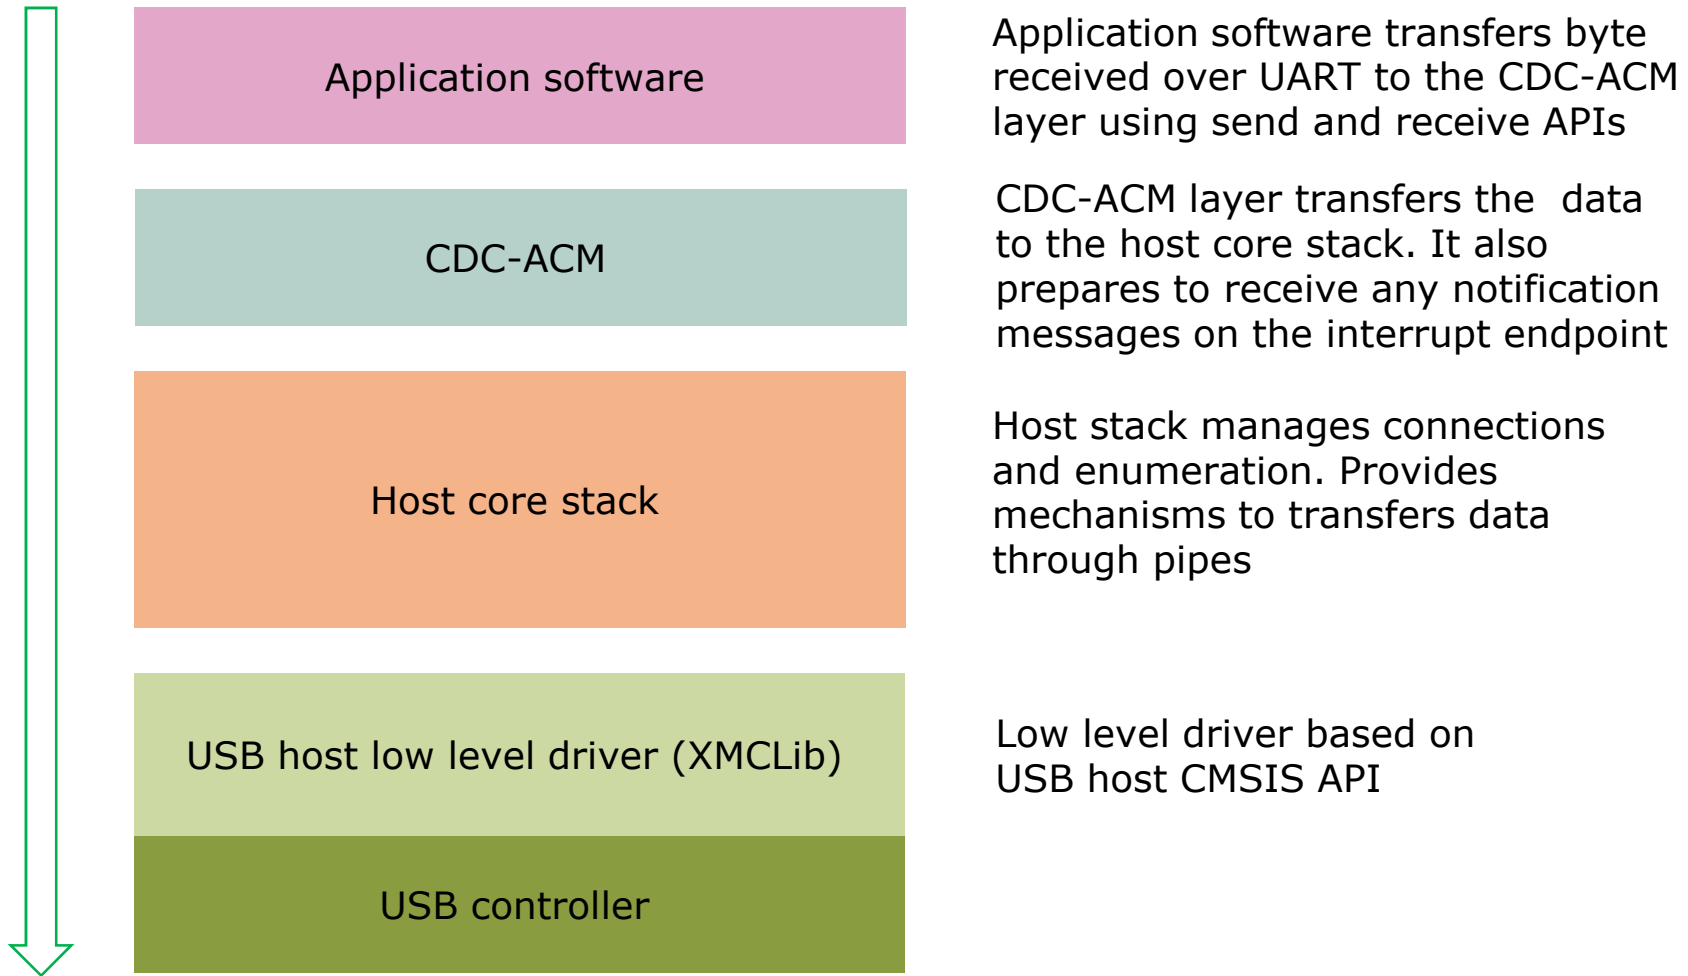 Application software
Application software transfers byte
received over UART to the CDC-ACM
layer using send and receive APIs
CDC-ACM
CDC-ACM layer transfers the  data
to the host core stack. It also
prepares to receive any notification
messages on the interrupt endpoint
Host core stack
Host stack manages connections
and enumeration. Provides
mechanisms to transfers data
through pipes
USB host low level driver (XMCLib)
Low level driver based on
USB host CMSIS API
USB controller